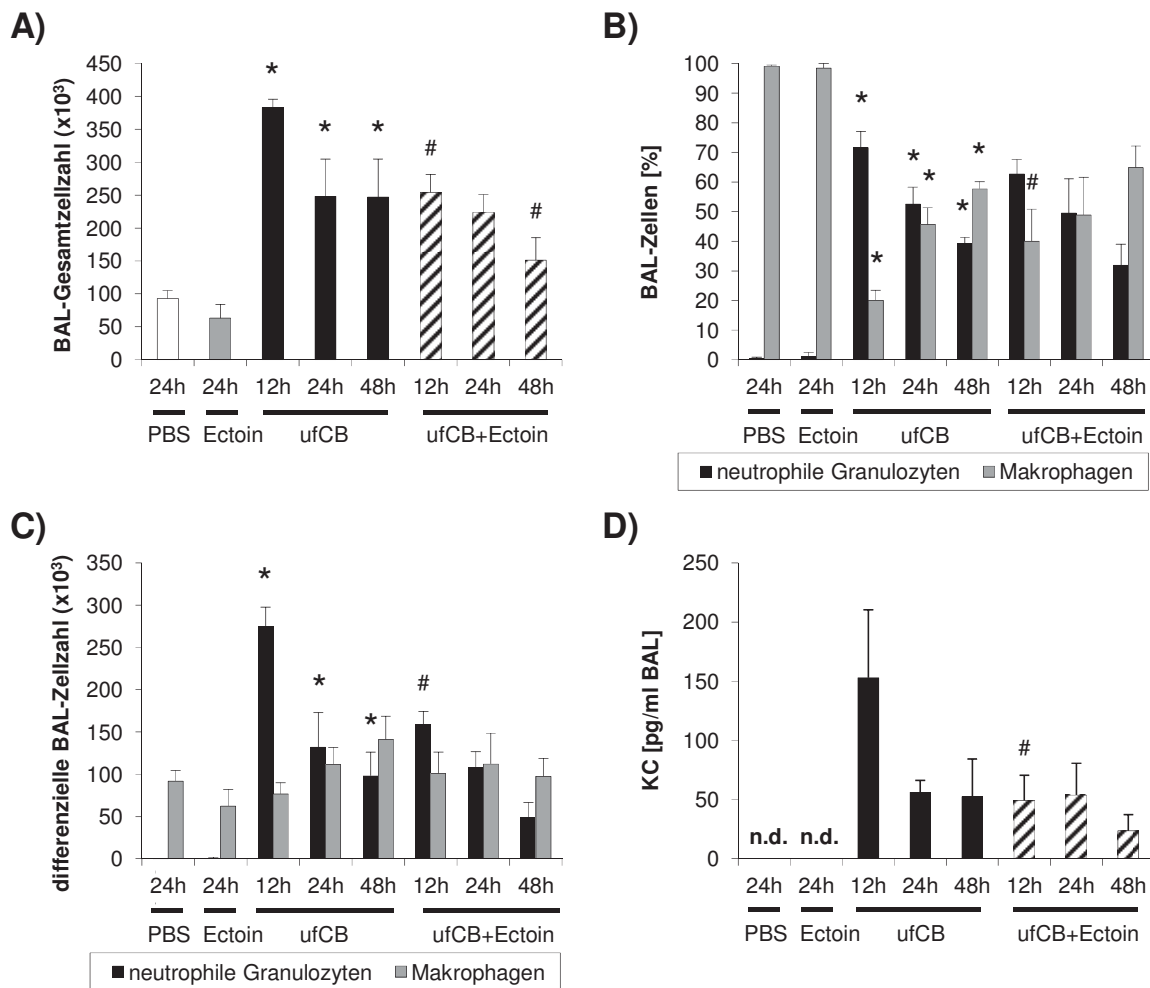 A)
BAL-Gesamtzellzahl (x10³)
450
400
350
300
250
200
150
100
50
0
* * * # #
24h 24h 12h 24h 48h 12h 24h 48h
PBS Ectoin ufCB ufCB+Ectoin
B)
BAL-Zellen [%]
100
90
80
70
60
50
40
30
20
10
0
* * * * * * #
24h 24h 12h 24h 48h 12h 24h 48h
PBS Ectoin ufCB ufCB+Ectoin
neutrophile Granulozyten Makrophagen
C)
differenzielle BAL-Zellzahl (x10³)
350
300
250
200
150
100
50
0
* * * #
24h 24h 12h 24h 48h 12h 24h 48h
PBS Ectoin ufCB ufCB+Ectoin
neutrophile Granulozyten Makrophagen
D)
KC [pg/ml BAL]
250
200
150
100
50
0
#
n.d. n.d.
24h 24h 12h 24h 48h 12h 24h 48h
PBS Ectoin ufCB ufCB+Ectoin